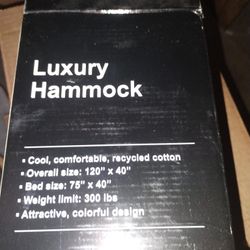 Luxury
Hammock
• Cool, comfortable, recycled cotton
• Overall size: 120" x 40"
• Bed size: 75" x 40"
• Weight limit: 300 lbs
• Attractive, colorful design